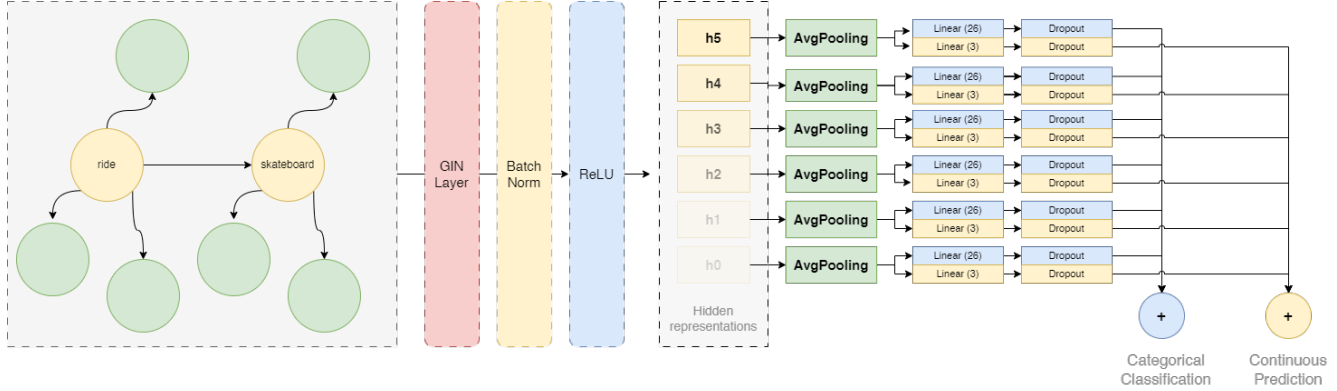 ride
skateboard
GIN
Layer
Batch
Norm
ReLU
h5
h4
h3
h2
h1
h0
Hidden
representations
AvgPooling
Linear (26)
Dropout
Linear (3)
Dropout
AvgPooling
Linear (26)
Dropout
Linear (3)
Dropout
AvgPooling
Linear (26)
Dropout
Linear (3)
Dropout
AvgPooling
Linear (26)
Dropout
Linear (3)
Dropout
AvgPooling
Linear (26)
Dropout
Linear (3)
Dropout
AvgPooling
Linear (26)
Dropout
Linear (3)
Dropout
+
+
Categorical
Classification
Continuous
Prediction